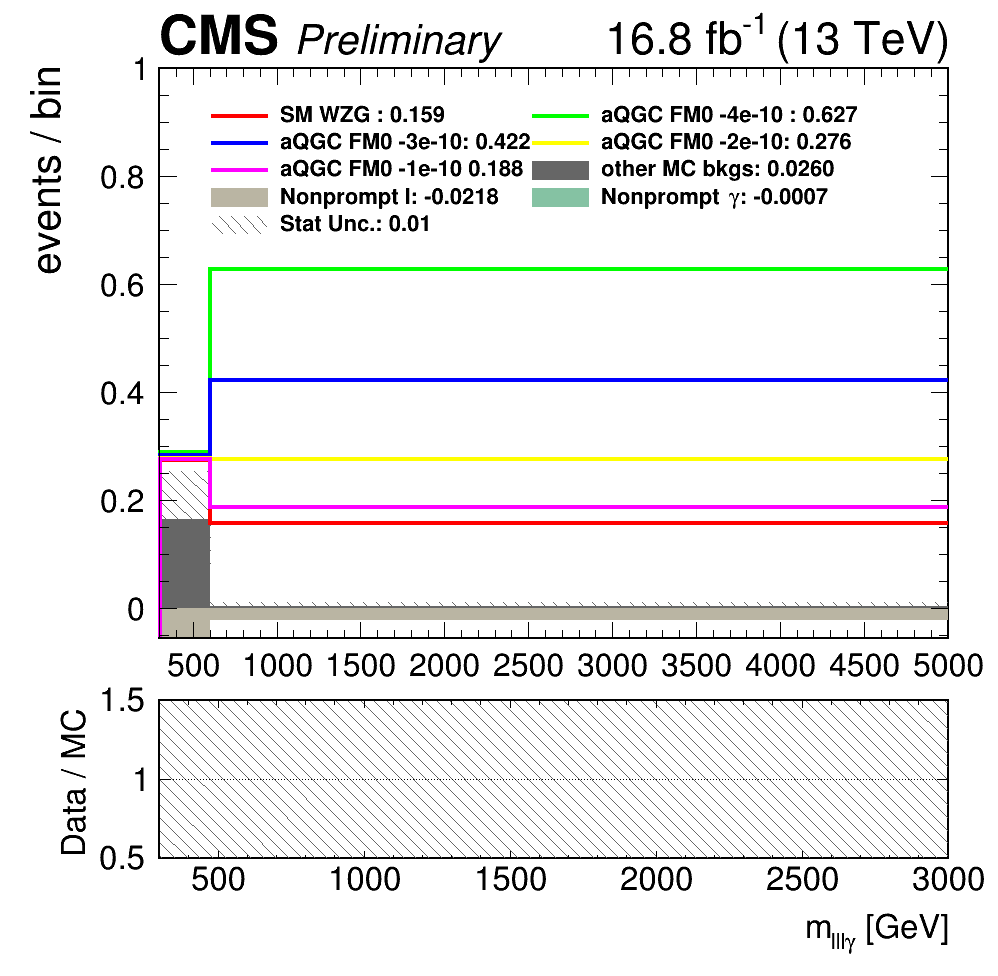 CMS Preliminary 16.8 fb-1 (13 TeV)
events / bin
1
0.8
0.6
0.4
0.2
0
SM WZG : 0.159
aQGC FM0 -4e-10 : 0.627
aQGC FM0 -3e-10: 0.422
aQGC FM0 -2e-10: 0.276
aQGC FM0 -1e-10 0.188
other MC bkgs: 0.0260
Nonprompt l: -0.0218
Nonprompt γ: -0.0007
Stat Unc.: 0.01
500 1000 1500 2000 2500 3000 3500 4000 4500 5000
Data / MC
1.5
1
0.5
500 1000 1500 2000 2500 3000
mlllγ [GeV]